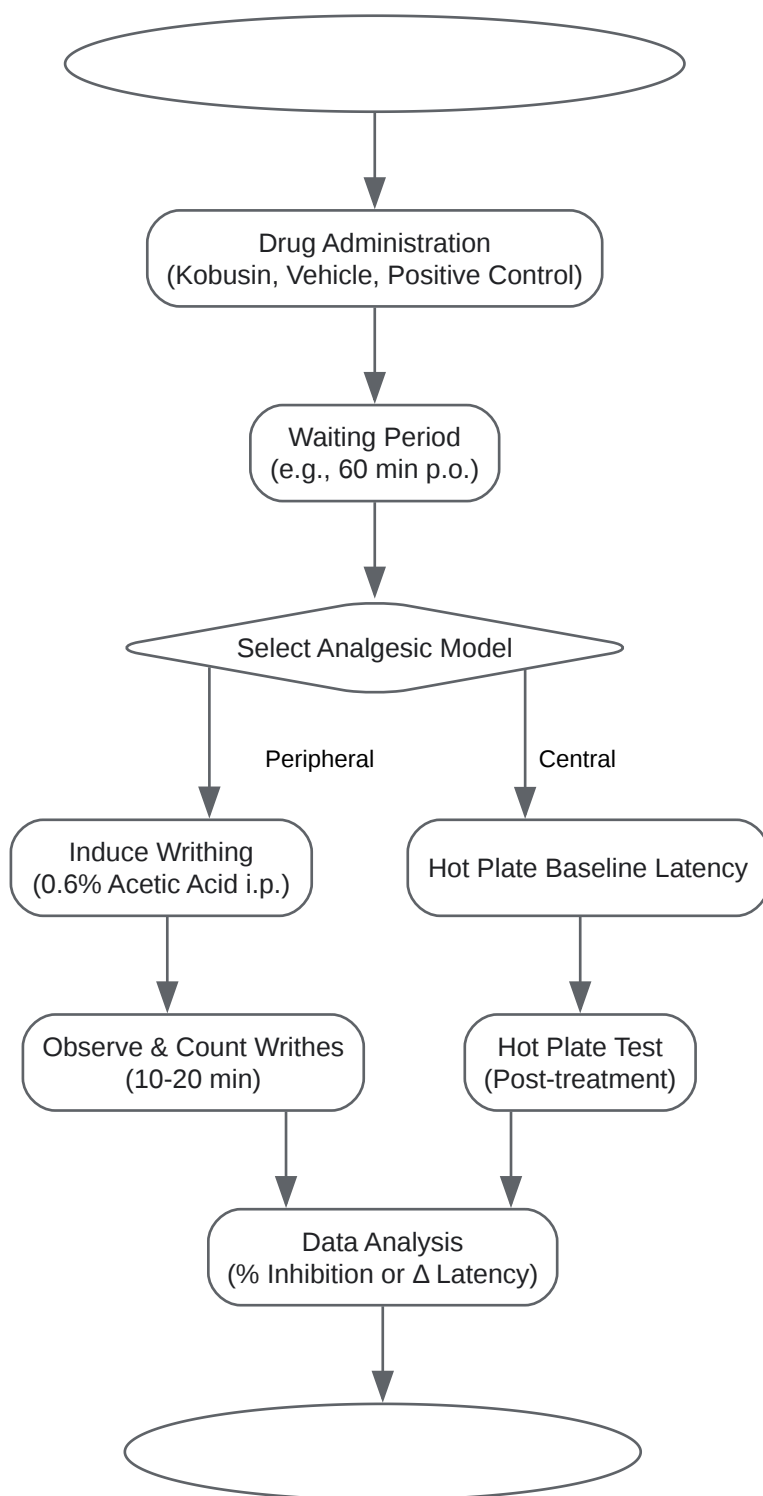 Drug Administration
(Kobusin, Vehicle, Positive Control)
Waiting Period
(e.g., 60 min p.o.)
Select Analgesic Model
Peripheral
Central
Induce Writhing
(0.6% Acetic Acid i.p.)
Hot Plate Baseline Latency
Observe & Count Writhes
(10-20 min)
Hot Plate Test
(Post-treatment)
Data Analysis
(% Inhibition or Δ Latency)